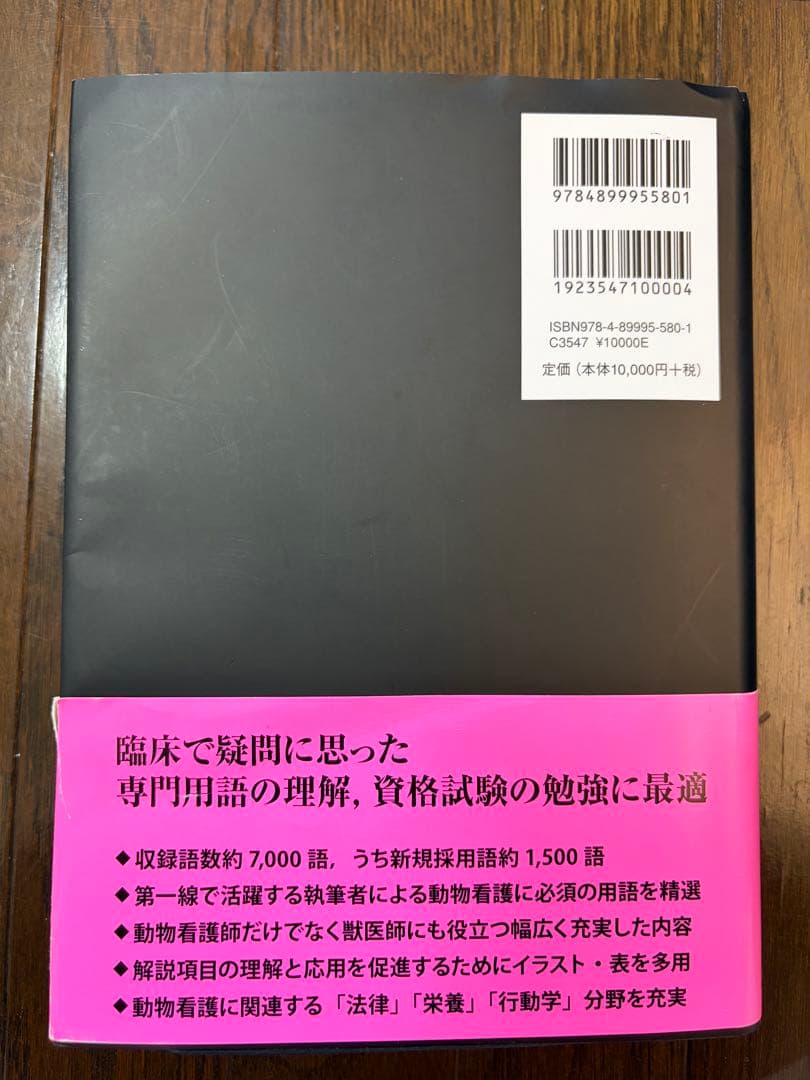 9784899955801
1923547100004
ISBN978-4-89995-580-1
C3547 ¥10000E
定価（本体10,000円＋税）
臨床で疑問に思った
専門用語の理解，資格試験の勉強に最適
◆収録語数約7,000語，うち新規採用語約1,500語
◆第一線で活躍する執筆者による動物看護に必須の用語を精選
◆動物看護師だけでなく獣医師にも役立つ幅広く充実した内容
◆解説項目の理解と応用を促進するためにイラスト・表を多用
◆動物看護に関連する「法律」「栄養」「行動学」分野を充実